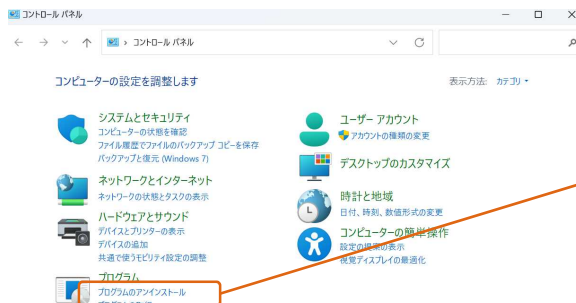 コントロール パネル
コントロール パネル
コンピューターの設定を調整します
表示方法: カテゴリ
システムとセキュリティ
コンピューターの状態を確認
ファイル履歴でファイルのバックアップ コピーを保存
バックアップと復元 (Windows 7)
ネットワークとインターネット
ネットワークの状態とタスクの表示
ハードウェアとサウンド
デバイスとプリンターの表示
デバイスの追加
共通で使うモビリティ設定の調整
プログラム
プログラムのアンインストール
ユーザー アカウント
アカウントの種類の変更
デスクトップのカスタマイズ
時計と地域
日付、時刻、数値形式の変更
コンピューターの簡単操作
設定の提案の表示
視覚ディスプレイの最適化